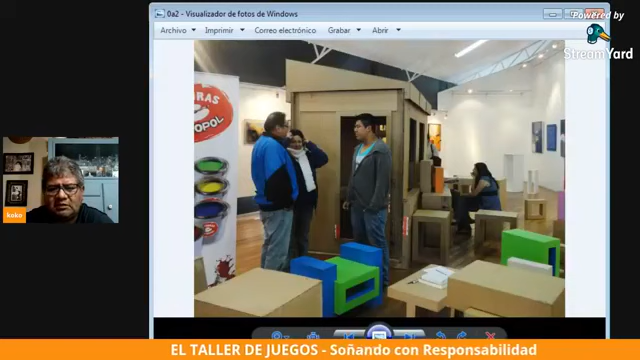 0a2 - Visualizador de fotos de Windows
Powered by
StreamYard
Archivo Imprimir Correo electrónico Grabar Abrir
koko
EL TALLER DE JUEGOS - Soñando con Responsabilidad